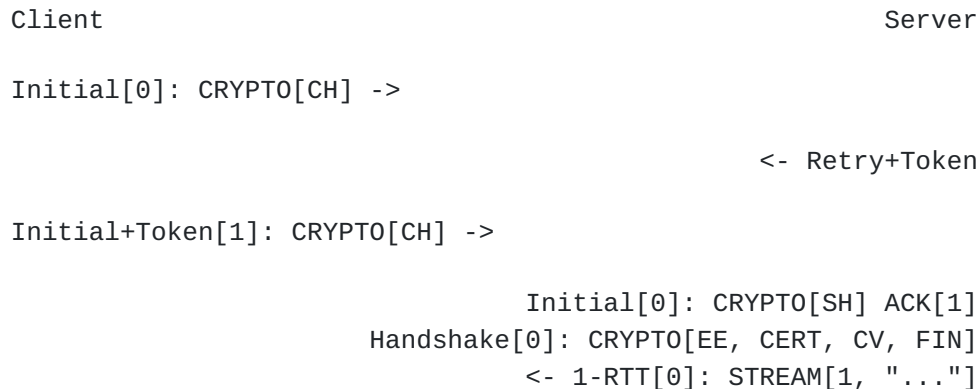 Client Server
Initial[0]: CRYPTO[CH] ->
<- Retry+Token
Initial+Token[1]: CRYPTO[CH] ->
Initial[0]: CRYPTO[SH] ACK[1]
Handshake[0]: CRYPTO[EE, CERT, CV, FIN]
<- 1-RTT[0]: STREAM[1, "..."]